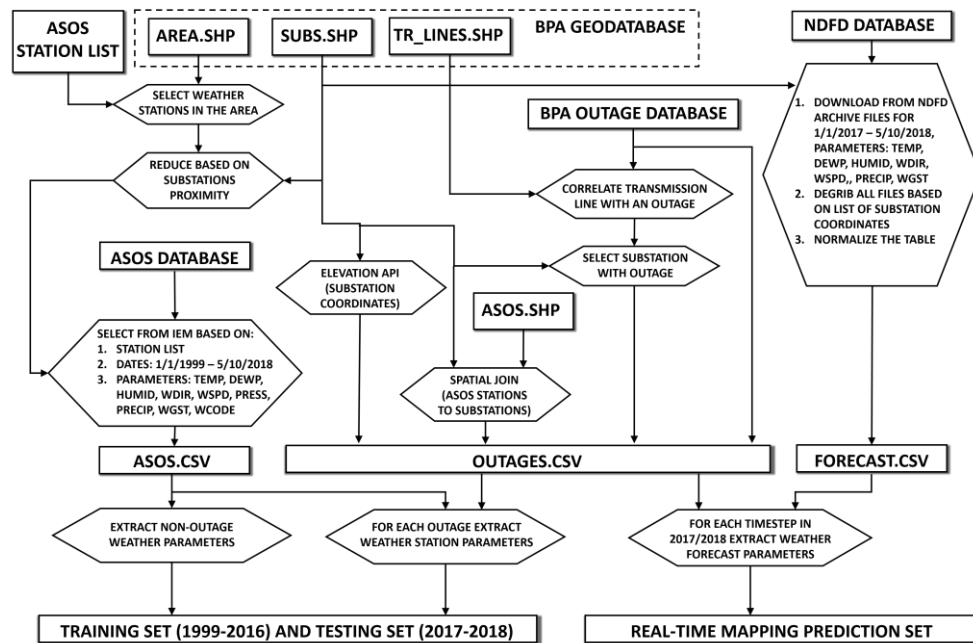 ASOS
STATION LIST
AREA.SHP
SUBS.SHP
TR_LINES.SHP
BPA GEODATABASE
NDFD DATABASE
SELECT WEATHER
STATIONS IN THE AREA
REDUCE BASED ON
SUBSTATIONS
PROXIMITY
BPA OUTAGE DATABASE
CORRELATE TRANSMISSION
LINE WITH AN OUTAGE
SELECT SUBSTATION
WITH OUTAGE
1. DOWNLOAD FROM NDFD
ARCHIVE FILES FOR
1/1/2017 – 5/10/2018,
PARAMETERS: TEMP,
DEWP, HUMID, WDIR,
WSPD,, PRECIP, WGST
2. DEGRIB ALL FILES BASED
ON LIST OF SUBSTATION
COORDINATES
3. NORMALIZE THE TABLE
ASOS DATABASE
ELEVATION API
(SUBSTATION
COORDINATES)
ASOS.SHP
SELECT FROM IEM BASED ON:
1. STATION LIST
2. DATES: 1/1/1999 – 5/10/2018
3. PARAMETERS: TEMP, DEWP,
HUMID, WDIR, WSPD, PRESS,
PRECIP, WGST, WCODE
SPATIAL JOIN
(ASOS STATIONS
TO SUBSTATIONS)
ASOS.CSV
OUTAGES.CSV
FORECAST.CSV
EXTRACT NON-OUTAGE
WEATHER PARAMETERS
FOR EACH OUTAGE EXTRACT
WEATHER STATION PARAMETERS
FOR EACH TIMESTEP IN
2017/2018 EXTRACT WEATHER
FORECAST PARAMETERS
TRAINING SET (1999-2016) AND TESTING SET (2017-2018)
REAL-TIME MAPPING PREDICTION SET